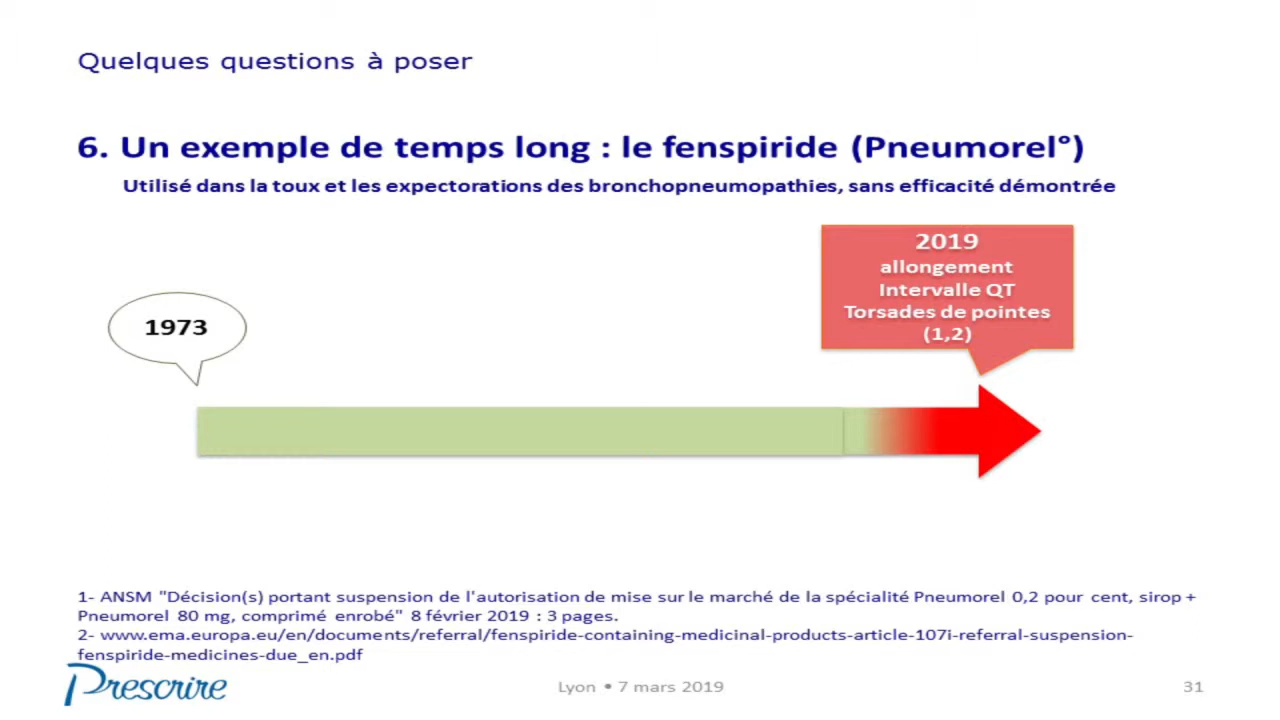 Quelques questions à poser
6. Un exemple de temps long : le fenspiride (Pneumorel°)
Utilisé dans la toux et les expectorations des bronchopneumopathies, sans efficacité démontrée
2019
allongement
Intervalle QT
Torsades de pointes
(1,2)
1973
1- ANSM "Décision(s) portant suspension de l'autorisation de mise sur le marché de la spécialité Pneumorel 0,2 pour cent, sirop +
Pneumorel 80 mg, comprimé enrobé" 8 février 2019 : 3 pages.
2- www.ema.europa.eu/en/documents/referral/fenspiride-containing-medicinal-products-article-107i-referral-suspension-
fenspiride-medicines-due_en.pdf
Prescrire
Lyon • 7 mars 2019
31